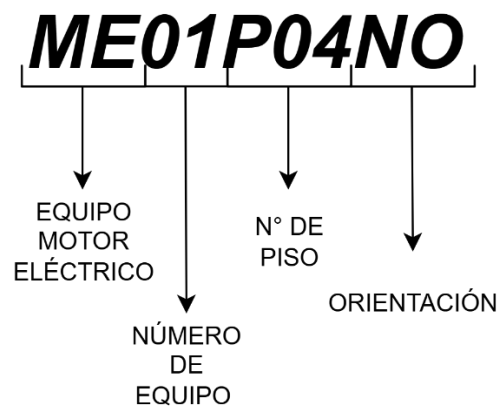 ME01P04NO
EQUIPO
MOTOR
ELÉCTRICO
NÚMERO
DE
EQUIPO
N° DE
PISO
ORIENTACIÓN